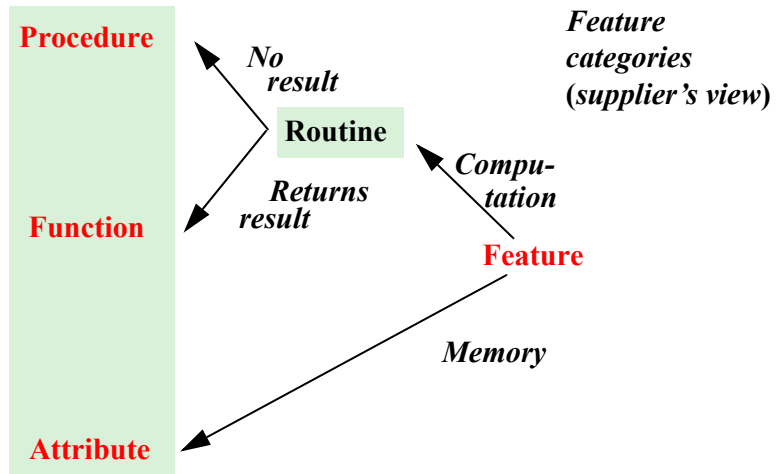 Procedure
No
result
Feature
categories
(supplier’s view)
Routine
Compu-
tation
Returns
result
Function
Feature
Memory
Attribute